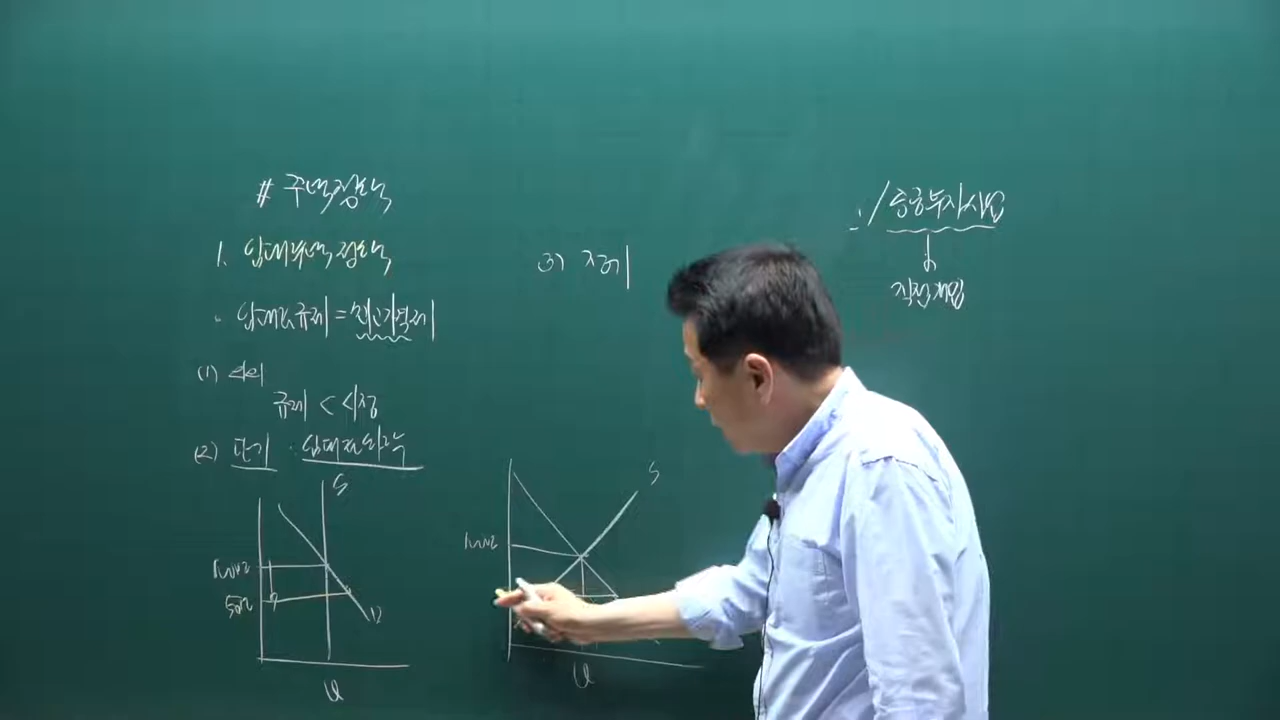 # 주택정책
1. 임대주택정책
. 임대료규제 = 최고가격제
(1) 의의
규제 < 시장
(2) 단기 : 임대료하락
S
100만
50만
D
Q
(3) 장기
S
100만
Q
공공투자사업
직접개입